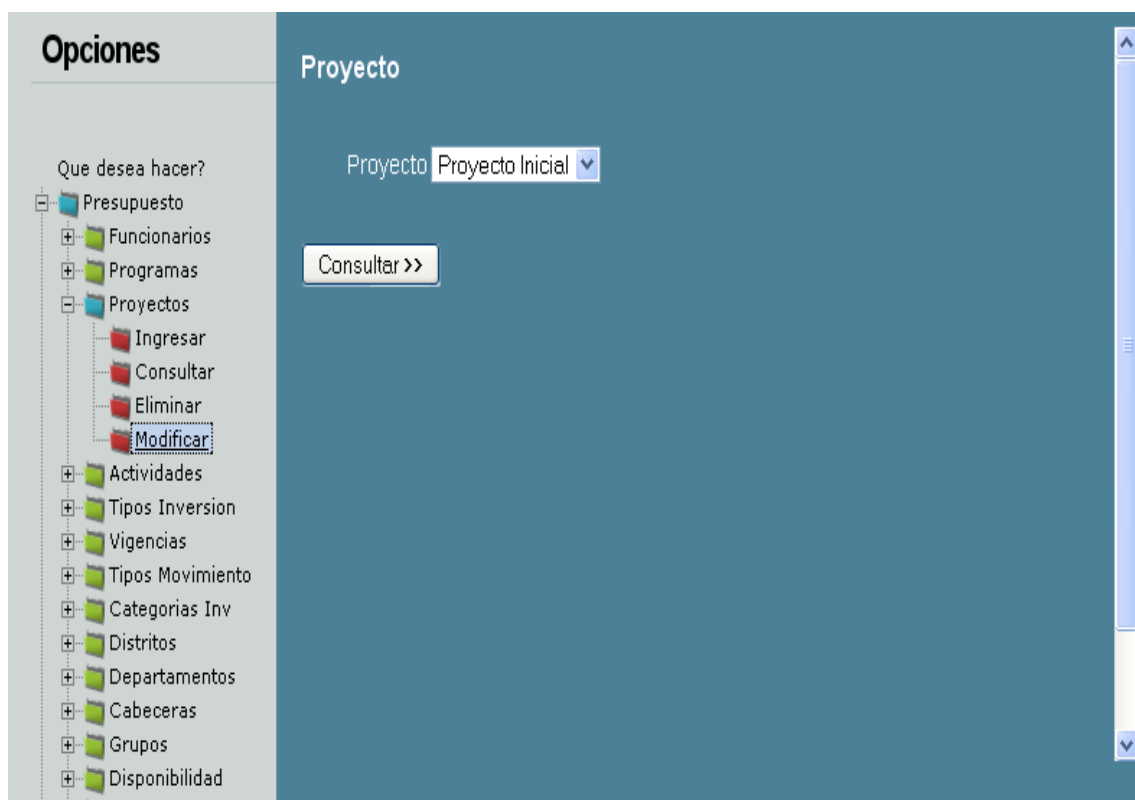 Opciones
Que desea hacer?
Presupuesto
Funcionarios
Programas
Proyectos
Ingresar
Consultar
Eliminar
Modificar
Actividades
Tipos Inversion
Vigencias
Tipos Movimiento
Categorias Inv
Distritos
Departamentos
Cabeceras
Grupos
Disponibilidad
Proyecto
Proyecto Proyecto Inicial
Consultar >>